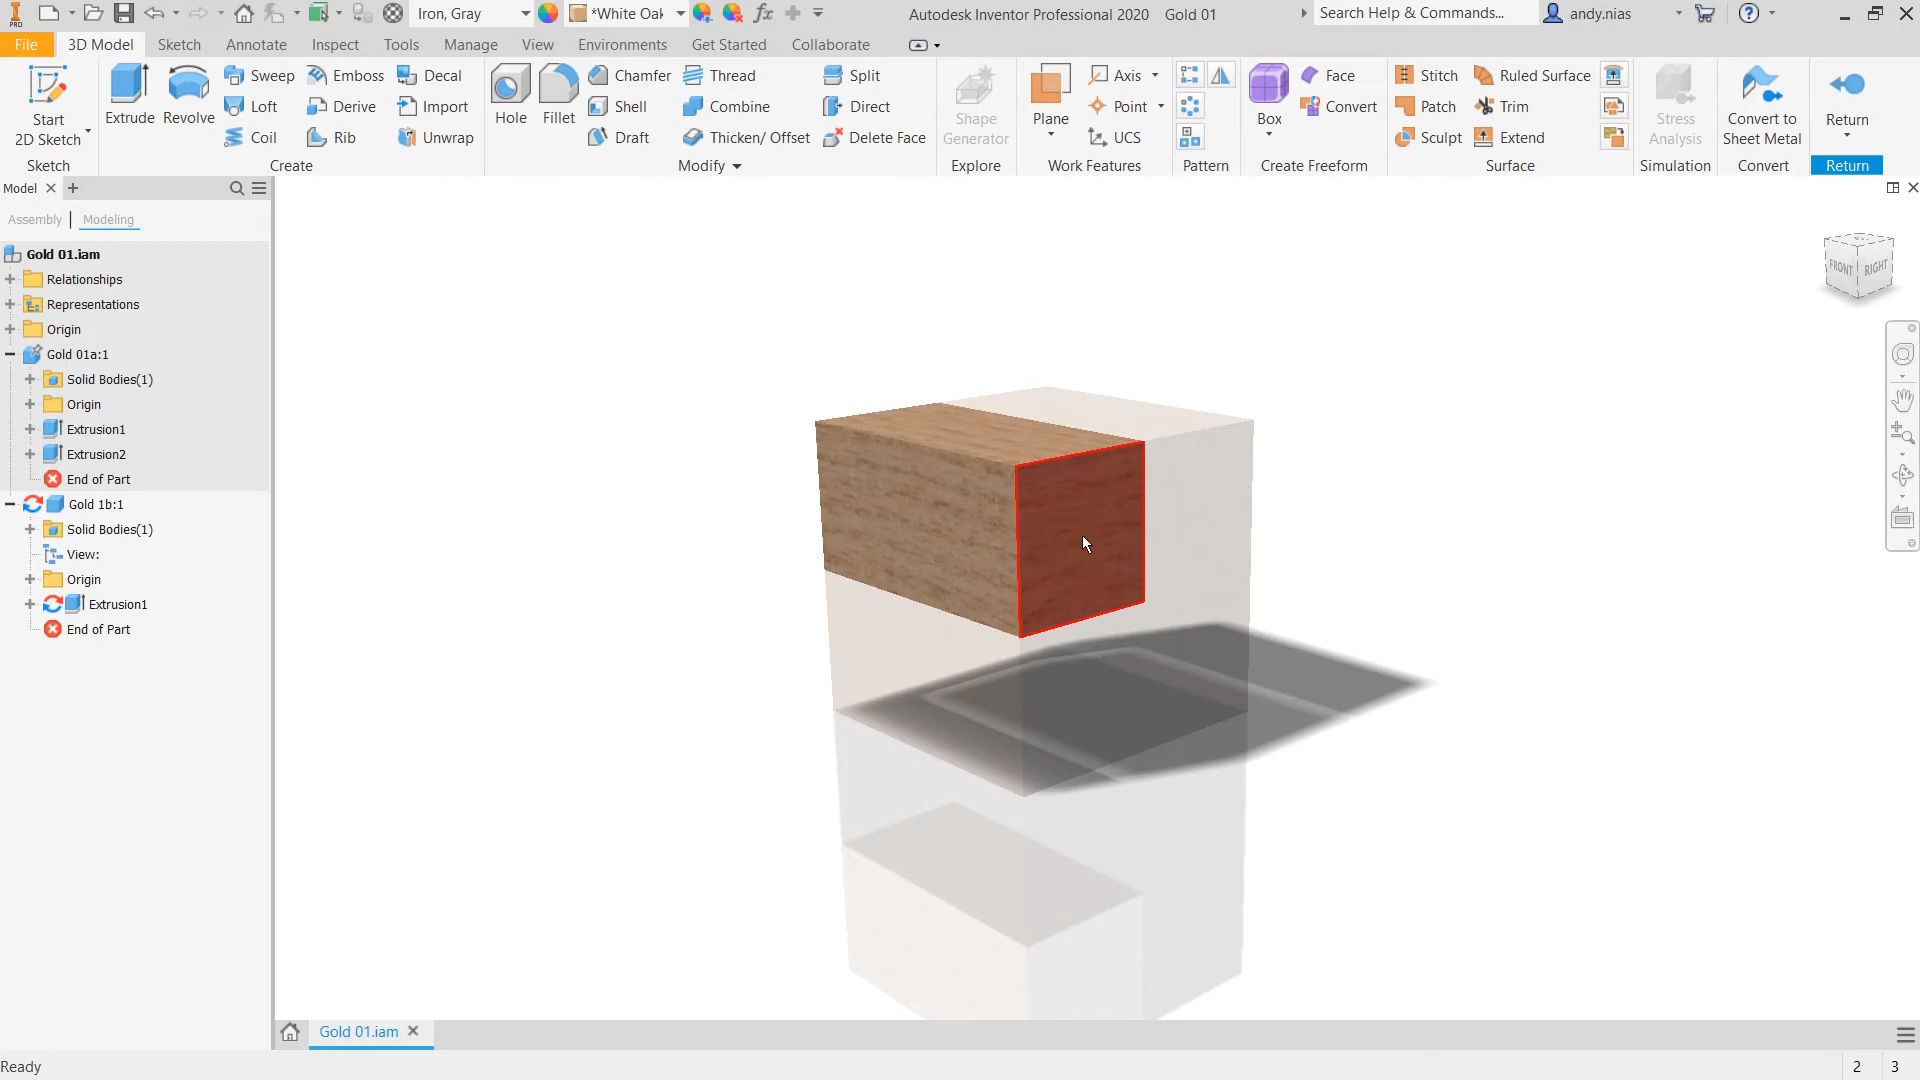 PRO
Iron, Gray
*White Oak
fx
Autodesk Inventor Professional 2020 Gold 01
Search Help & Commands...
andy.nias
File
3D Model
Sketch
Annotate
Inspect
Tools
Manage
View
Environments
Get Started
Collaborate
Start
2D Sketch
Sketch
Extrude
Revolve
Sweep
Loft
Coil
Emboss
Derive
Rib
Decal
Import
Unwrap
Create
Hole
Fillet
Chamfer
Shell
Draft
Thread
Combine
Thicken/ Offset
Split
Direct
Delete Face
Modify
Shape
Generator
Explore
Plane
Axis
Point
UCS
Work Features
Pattern
Box
Face
Convert
Create Freeform
Stitch
Patch
Sculpt
Ruled Surface
Trim
Extend
Surface
Stress
Analysis
Simulation
Convert to
Sheet Metal
Convert
Return
Return
Model
Assembly
Modeling
Gold 01.iam
Relationships
Representations
Origin
Gold 01a:1
Solid Bodies(1)
Origin
Extrusion1
Extrusion2
End of Part
Gold 1b:1
Solid Bodies(1)
View:
Origin
Extrusion1
End of Part
FRONT
RIGHT
Gold 01.iam
Ready
2 3